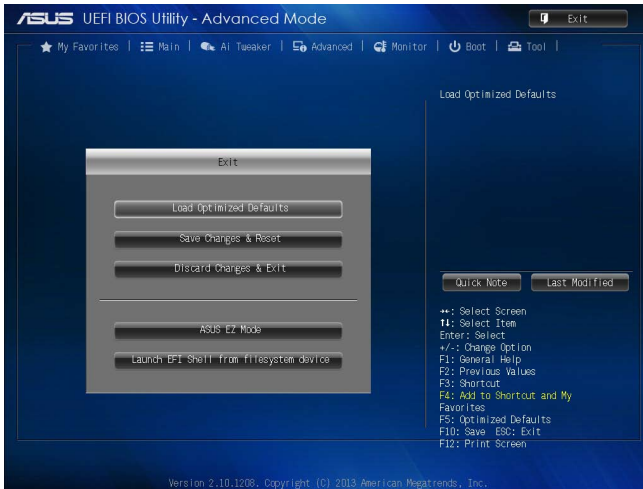 ASUS UEFI BIOS Utility - Advanced Mode
Exit
My Favorites | Main | Ai Tweaker | Advanced | Monitor | Boot | Tool |
Load Optimized Defaults
Exit
Load Optimized Defaults
Save Changes & Reset
Discard Changes & Exit
ASUS EZ Mode
Launch EFI Shell from filesystem device
Quick Note
Last Modified
→←: Select Screen
↑↓: Select Item
Enter: Select
+/-: Change Option
F1: General Help
F2: Previous Values
F3: Shortcut
F4: Add to Shortcut and My
Favorites
F5: Optimized Defaults
F10: Save ESC: Exit
F12: Print Screen
Version 2.10.1208. Copyright (C) 2013 American Megatrends, Inc.